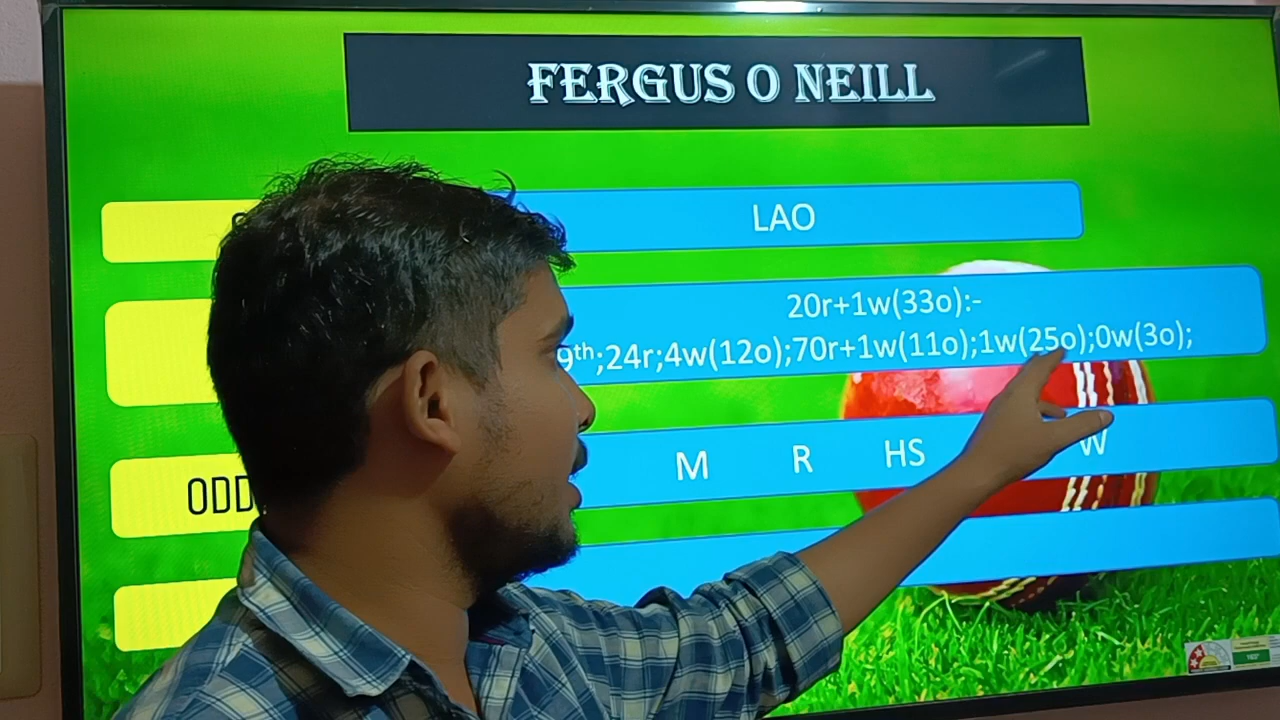 FERGUS O NEILL
LAO
20r+1w(33o):-
9th;24r;4w(12o);70r+1w(11o);1w(25o);0w(3o);
ODD
M R HS W